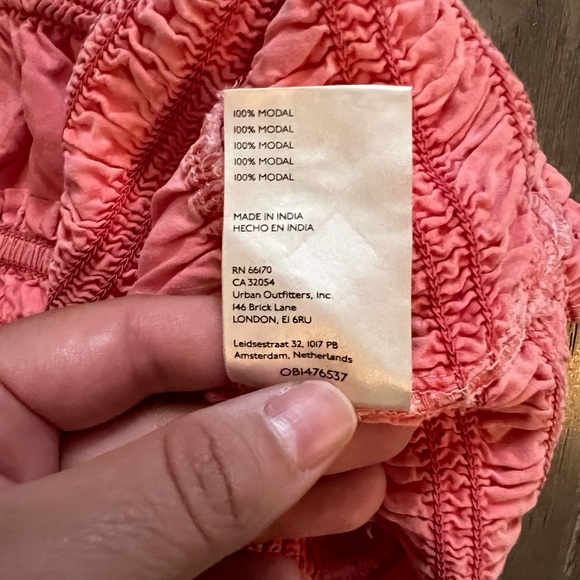 100% MODAL
100% MODAL
100% MODAL
100% MODAL
100% MODAL
MADE IN INDIA
HECHO EN INDIA
RN 66170
CA 32054
Urban Outfitters, Inc.
146 Brick Lane
LONDON, E1 6RU
Leidsestraat 32, 1017 PB
Amsterdam, Netherlands
OB1476537